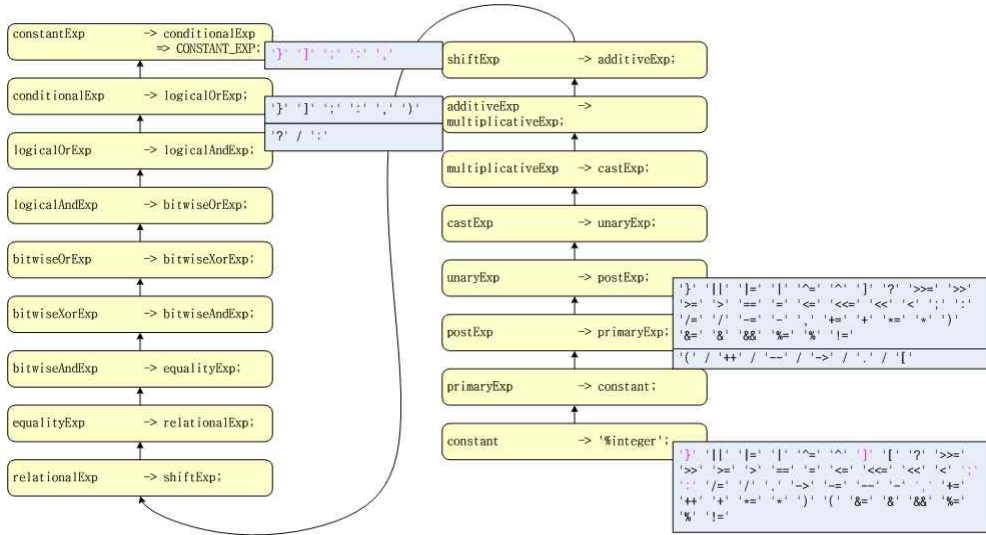 constantExp -> conditionalExp
=> CONSTANT_EXP;
'}' ']' ';' ':' ','
conditionalExp -> logicalOrExp;
'}' ']' ';' ':' ',' ')'
'?' / ':'
logicalOrExp -> logicalAndExp;
logicalAndExp -> bitwiseOrExp;
bitwiseOrExp -> bitwiseXorExp;
bitwiseXorExp -> bitwiseAndExp;
bitwiseAndExp -> equalityExp;
equalityExp -> relationalExp;
relationalExp -> shiftExp;
shiftExp -> additiveExp;
additiveExp ->
multiplicativeExp;
multiplicativeExp -> castExp;
castExp -> unaryExp;
unaryExp -> postExp;
'}' '||' '|=' '|' '^=' '^' ']' '?' '>>=' '>>'
'>=' '>' '==' '=' '<=' '<<=' '<<' '<' ';' ':'
'/=' '/' '-=' '-' ',' '+=' '+' '*=' '*' ')'
'&=' '&' '&&' '%=' '%' '!='
'(' / '++' / '--' / '->' / '.' / '['
postExp -> primaryExp;
primaryExp -> constant;
constant -> '%integer';
'}' '||' '|=' '|' '^=' '^' ']' '[' '?' '>>='
'>>' '>=' '>' '==' '=' '<=' '<<=' '<<' '<' ';'
':' '/=' '/' '.' '->' '-=' '--' '-' ',' '+='
'++' '+' '*=' '*' ')' '(' '&=' '&' '&&' '%='
'%' '!='